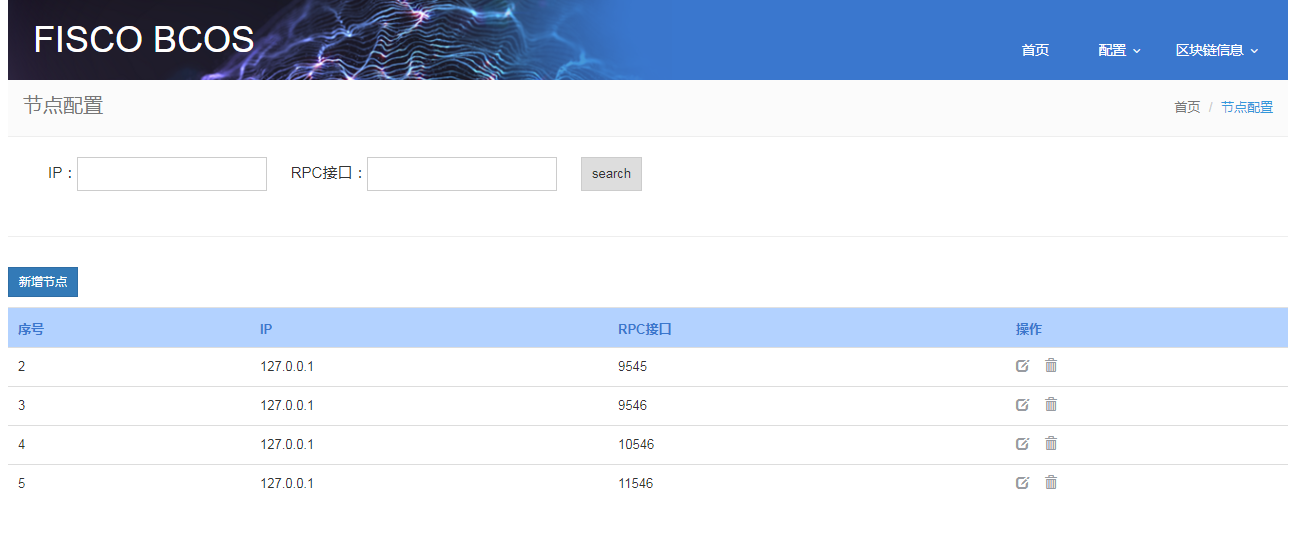 FISCO BCOS
首页 配置 区块链信息
节点配置
首页 / 节点配置
IP： RPC接口： search
新增节点
序号 IP RPC接口 操作
2 127.0.0.1 9545
3 127.0.0.1 9546
4 127.0.0.1 10546
5 127.0.0.1 11546